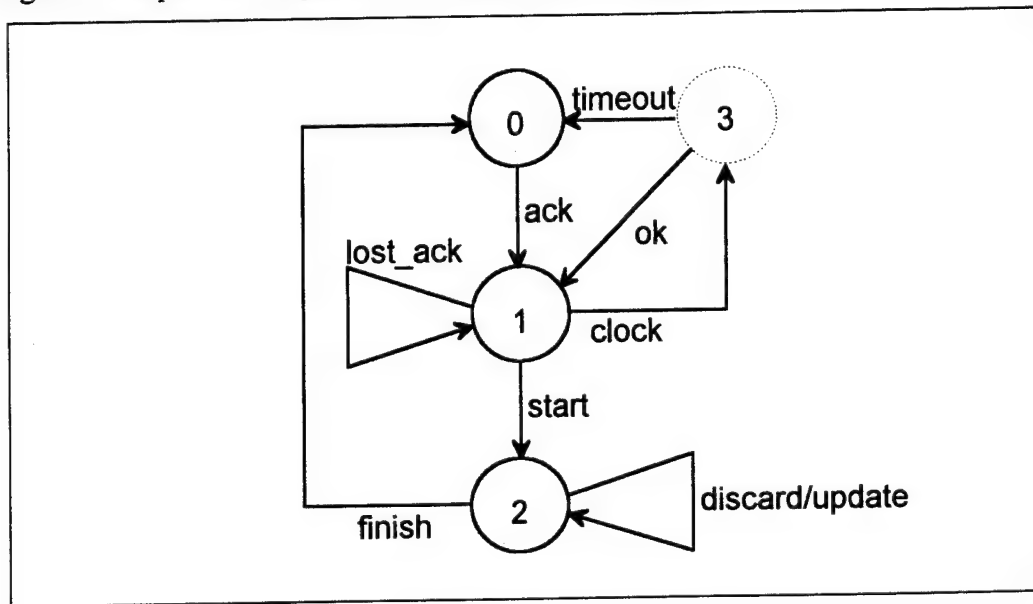 timeout
0
3
ack
ok
lost_ack
1
clock
start
2
discard/update
finish